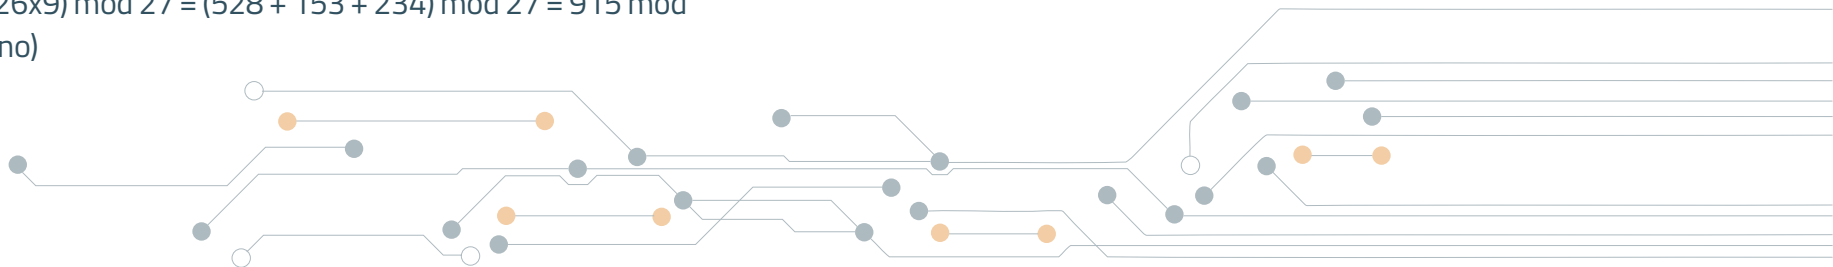 26x9) mod 27 = (528 + 153 + 234) mod 27 = 915 mod
no)